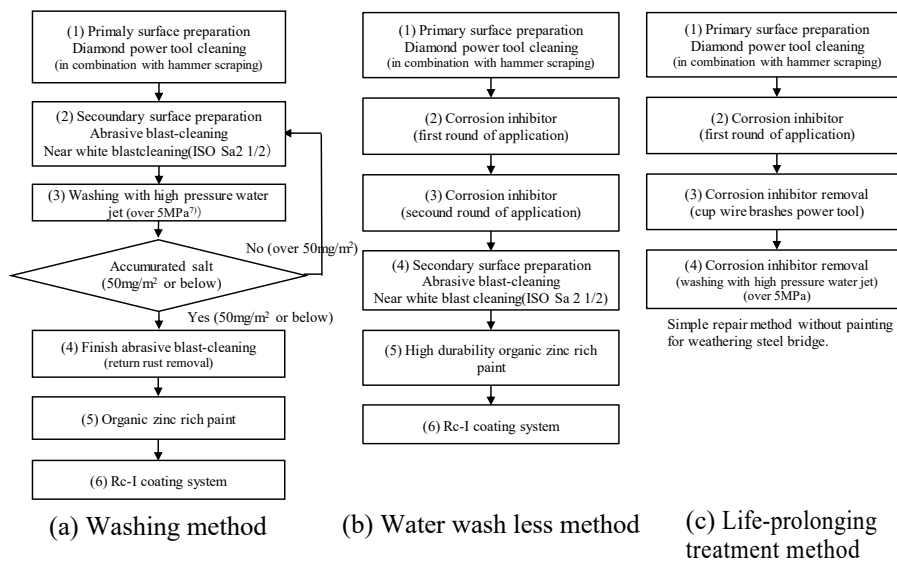 (1) Primaly surface preparation
Diamond power tool cleaning
(in combination with hammer scraping)
(2) Secoundary surface preparation
Abrasive blast-cleaning
Near white blastcleaning(ISO Sa2 1/2)
(3) Washing with high pressure water
jet (over 5MPa7))
No (over 50mg/m²)
Accumurated salt
(50mg/m² or below)
Yes (50mg/m² or below)
(4) Finish abrasive blast-cleaning
(return rust removal)
(5) Organic zinc rich paint
(6) Rc-I coating system
(a) Washing method
(1) Primary surface preparation
Diamond power tool cleaning
(in combination with hammer scraping)
(2) Corrosion inhibitor
(first round of application)
(3) Corrosion inhibitor
(secound round of application)
(4) Secondary surface preparation
Abrasive blast-cleaning
Near white blast cleaning(ISO Sa 2 1/2)
(5) High durability organic zinc rich
paint
(6) Rc-I coating system
(b) Water wash less method
(1) Primary surface preparation
Diamond power tool cleaning
(in combination with hammer scraping)
(2) Corrosion inhibitor
(first round of application)
(3) Corrosion inhibitor removal
(cup wire brashes power tool)
(4) Corrosion inhibitor removal
(washing with high pressure water jet)
(over 5MPa)
Simple repair method without painting
for weathering steel bridge.
(c) Life-prolonging
treatment method